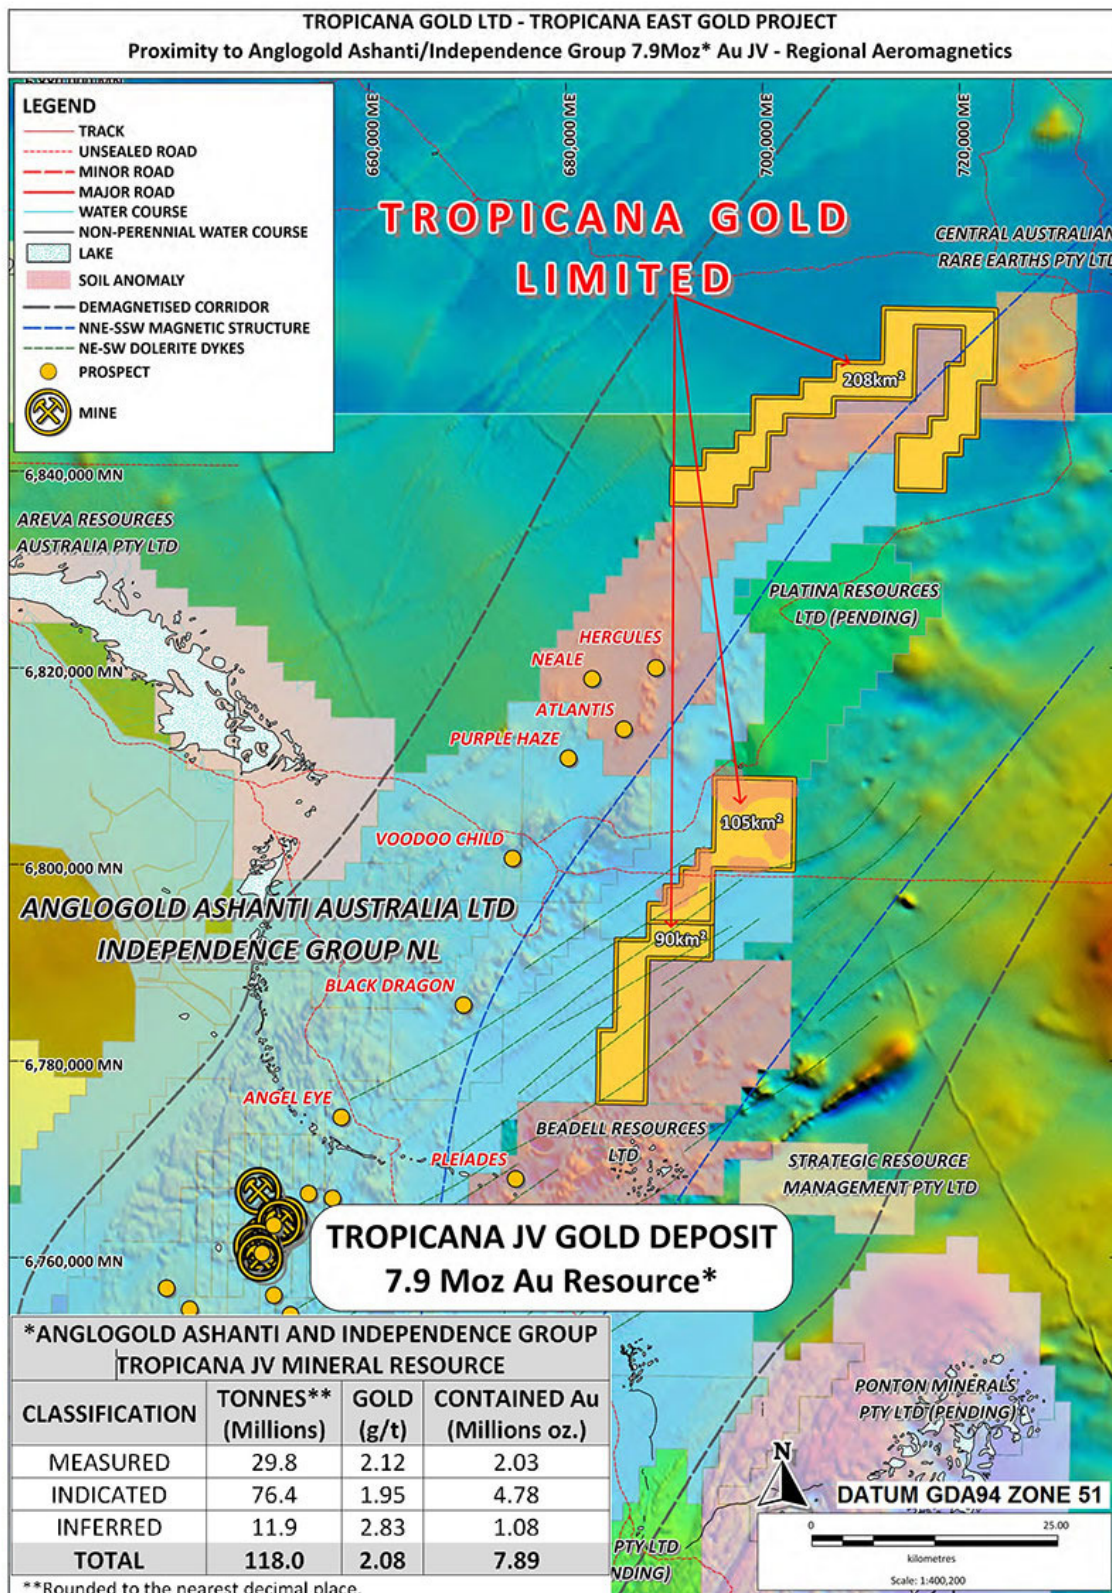 TROPICANA GOLD LTD - TROPICANA EAST GOLD PROJECT
Proximity to Anglogold Ashanti/Independence Group 7.9Moz* Au JV - Regional Aeromagnetics
LEGEND
TRACK
UNSEALED ROAD
MINOR ROAD
MAJOR ROAD
WATER COURSE
NON-PERENNIAL WATER COURSE
LAKE
SOIL ANOMALY
DEMAGNETISED CORRIDOR
NNE-SSW MAGNETIC STRUCTURE
NE-SW DOLERITE DYKES
PROSPECT
MINE
660,000 ME
680,000 ME
700,000 ME
720,000 ME
TROPICANA GOLD
LIMITED
CENTRAL AUSTRALIAN
RARE EARTHS PTY LTD
208km²
6,840,000 MN
AREVA RESOURCES
AUSTRALIA PTY LTD
PLATINA RESOURCES
LTD (PENDING)
HERCULES
NEALE
6,820,000 MN
ATLANTIS
PURPLE HAZE
105km²
VOODOO CHILD
6,800,000 MN
ANGLOGOLD ASHANTI AUSTRALIA LTD
INDEPENDENCE GROUP NL
90km²
BLACK DRAGON
6,780,000 MN
ANGEL EYE
BEADELL RESOURCES
LTD
PLEIADES
STRATEGIC RESOURCE
MANAGEMENT PTY LTD
TROPICANA JV GOLD DEPOSIT
7.9 Moz Au Resource*
6,760,000 MN
*ANGLOGOLD ASHANTI AND INDEPENDENCE GROUP
TROPICANA JV MINERAL RESOURCE
CLASSIFICATION TONNES** (Millions) GOLD (g/t) CONTAINED Au (Millions oz.)
MEASURED 29.8 2.12 2.03
INDICATED 76.4 1.95 4.78
INFERRED 11.9 2.83 1.08
TOTAL 118.0 2.08 7.89
**Rounded to the nearest decimal place.
PONTON MINERALS
PTY LTD (PENDING)
PTY LTD
NDING)
N
DATUM GDA94 ZONE 51
0 25.00
kilometres
Scale: 1:400,200